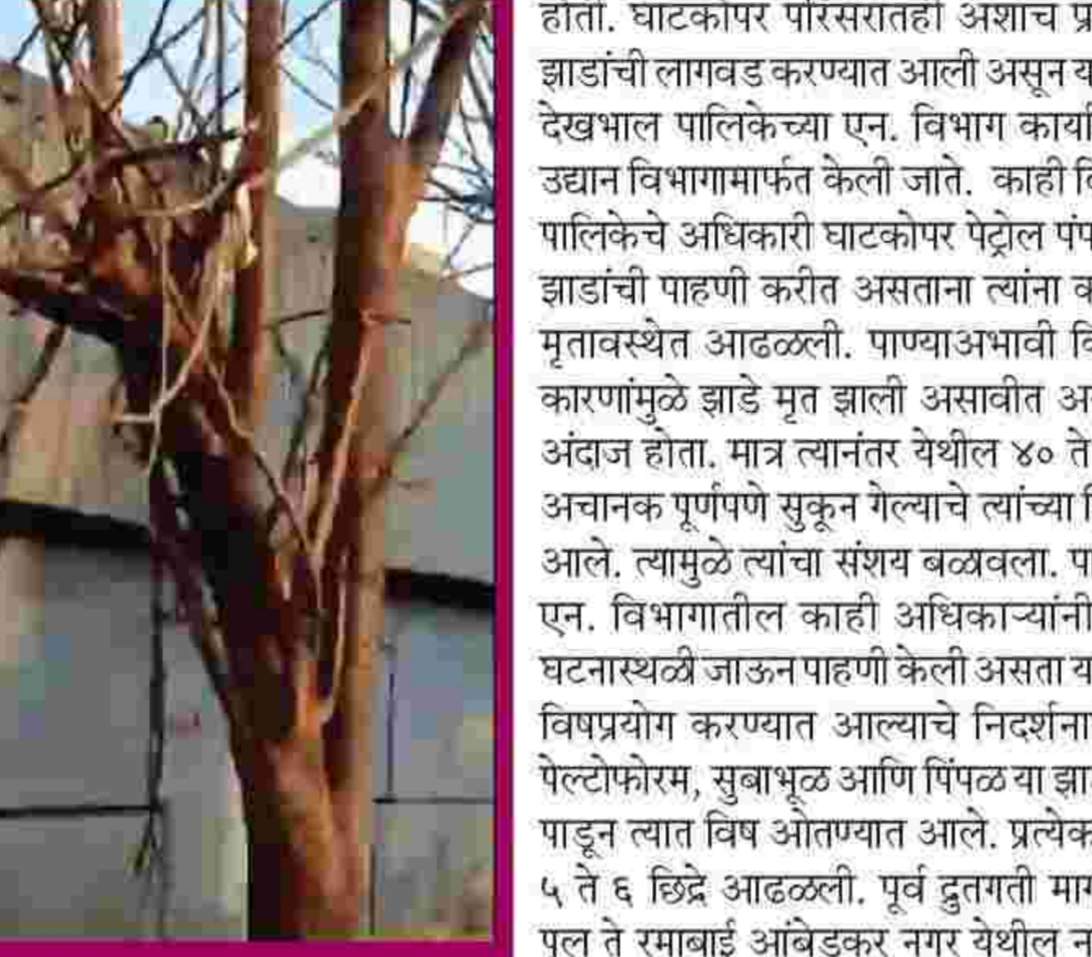 होती. घाटकोपर परिसरातही अशाच
झाडांची लागवड करण्यात आली असून
देखभाल पालिकेच्या एन. विभाग
उद्यान विभागामार्फत केली जाते. काही
पालिकेचे अधिकारी घाटकोपर पेट्रोल पंप
झाडांची पाहणी करीत असताना त्यांना
मृतावस्थेत आढळली. पाण्याअभावी
कारणांमुळे झाडे मृत झाली असावीत
अंदाज होता. मात्र त्यानंतर येथील ४० ते
अचानक पूर्णपणे सुकून गेल्याचे त्यांच्या
आले. त्यामुळे त्यांचा संशय बळावला.
एन. विभागातील काही अधिकाऱ्यांनी
घटनास्थळी जाऊन पाहणी केली असता
विषप्रयोग करण्यात आल्याचे
पेल्टोफोरम, सुबाभूळ आणि पिंपळ या
पाडून त्यात विष ओतण्यात आले.
५ ते ६ छिद्रे आढळली. पूर्व द्रुतगती
पूल ते रमाबाई आंबेडकर नगर येथील